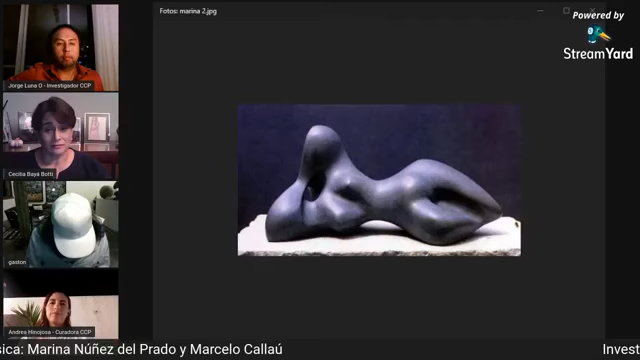 Fotos: marina 2.jpg
Powered by
StreamYard
Jorge Luna O - Investigador CCP
Cecilia Baya Botti
gaston
Andrea Hinojosa - Curadora CCP
sica: Marina Núñez del Prado y Marcelo Callaú
Invest